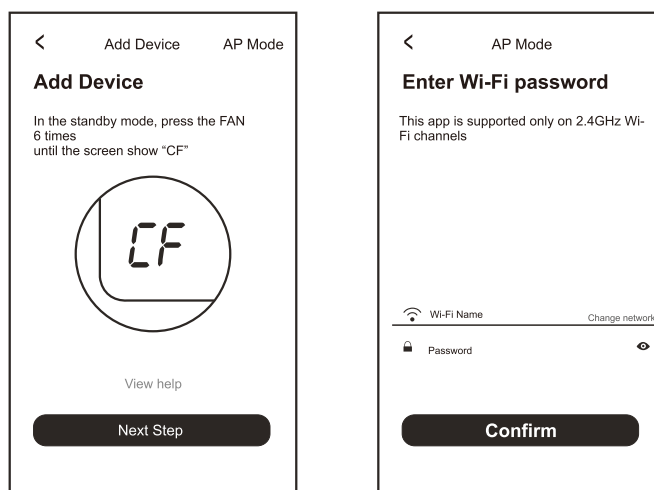 Add Device AP Mode
Add Device
In the standby mode, press the FAN
6 times
until the screen show “CF”
CF
View help
Next Step
AP Mode
Enter Wi-Fi password
This app is supported only on 2.4GHz Wi-
Fi channels
Wi-Fi Name Change network
Password
Confirm